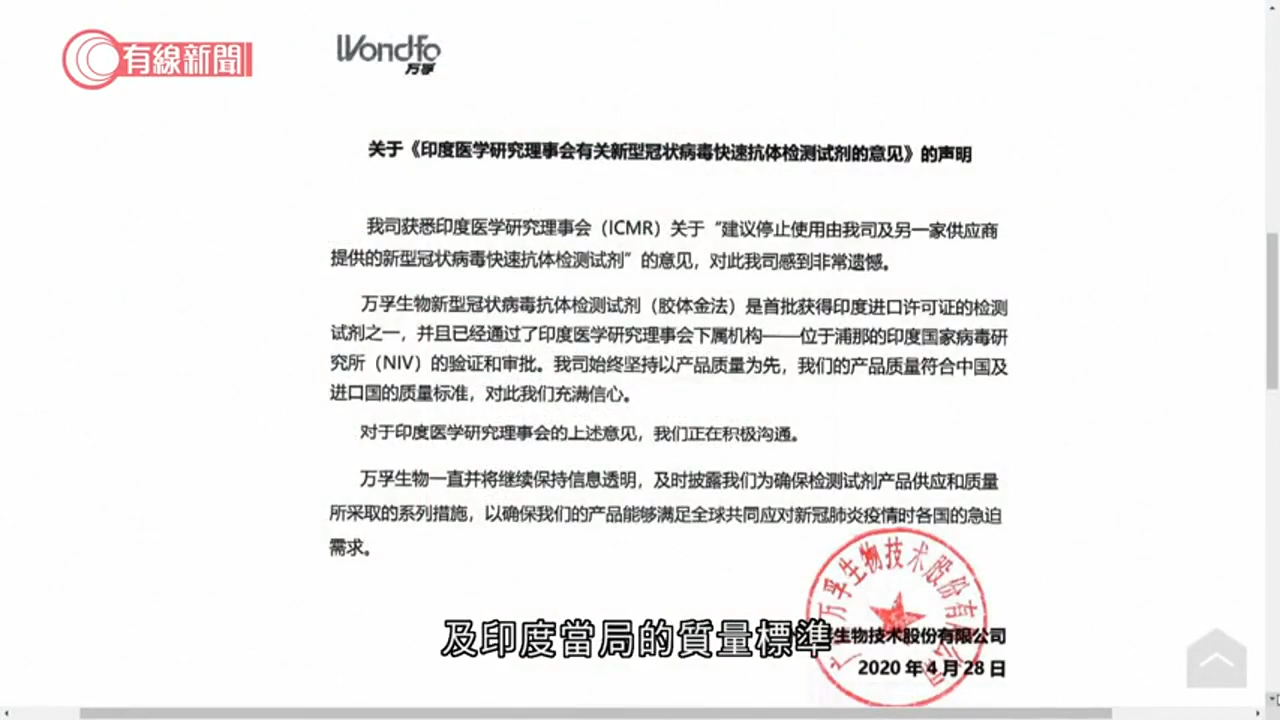 有線新聞
Wondfo
万孚
关于《印度医学研究理事会有关新型冠状病毒快速抗体检测试剂的意见》的声明
我司获悉印度医学研究理事会（ICMR）关于“建议停止使用由我司及另一家供应商
提供的新型冠状病毒快速抗体检测试剂”的意见，对此我司感到非常遗憾。
万孚生物新型冠状病毒抗体检测试剂（胶体金法）是首批获得印度进口许可证的检测
试剂之一，并且已经通过了印度医学研究理事会下属机构——位于浦那的印度国家病毒研
究所（NIV）的验证和审批。我司始终坚持以产品质量为先，我们的产品质量符合中国及
进口国的质量标准，对此我们充满信心。
对于印度医学研究理事会的上述意见，我们正在积极沟通。
万孚生物一直并将继续保持信息透明，及时披露我们为确保检测试剂产品供应和质量
所采取的系列措施，以确保我们的产品能够满足全球共同应对新冠肺炎疫情时各国的急迫
需求。
万孚生物技术股份有
生物技术股份有限公司
2020 年 4 月 28 日
及印度當局的質量標準